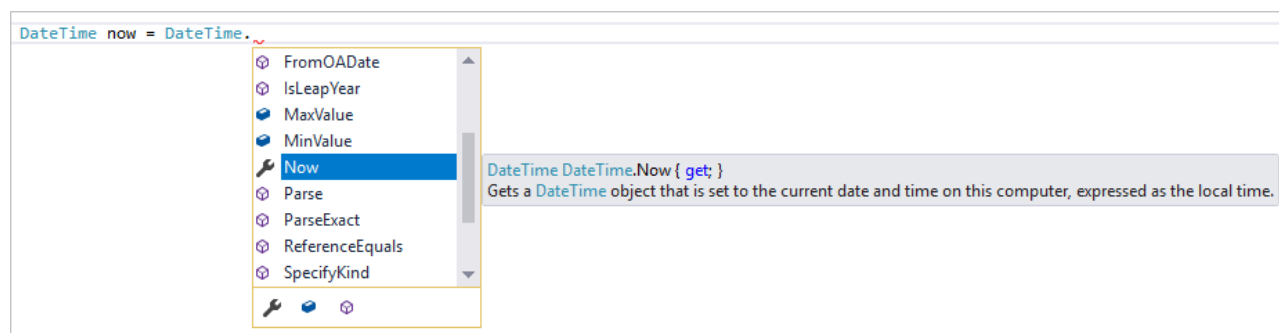 DateTime now = DateTime.
FromOADate
IsLeapYear
MaxValue
MinValue
Now
DateTime DateTime.Now { get; }
Gets a DateTime object that is set to the current date and time on this computer, expressed as the local time.
Parse
ParseExact
ReferenceEquals
SpecifyKind